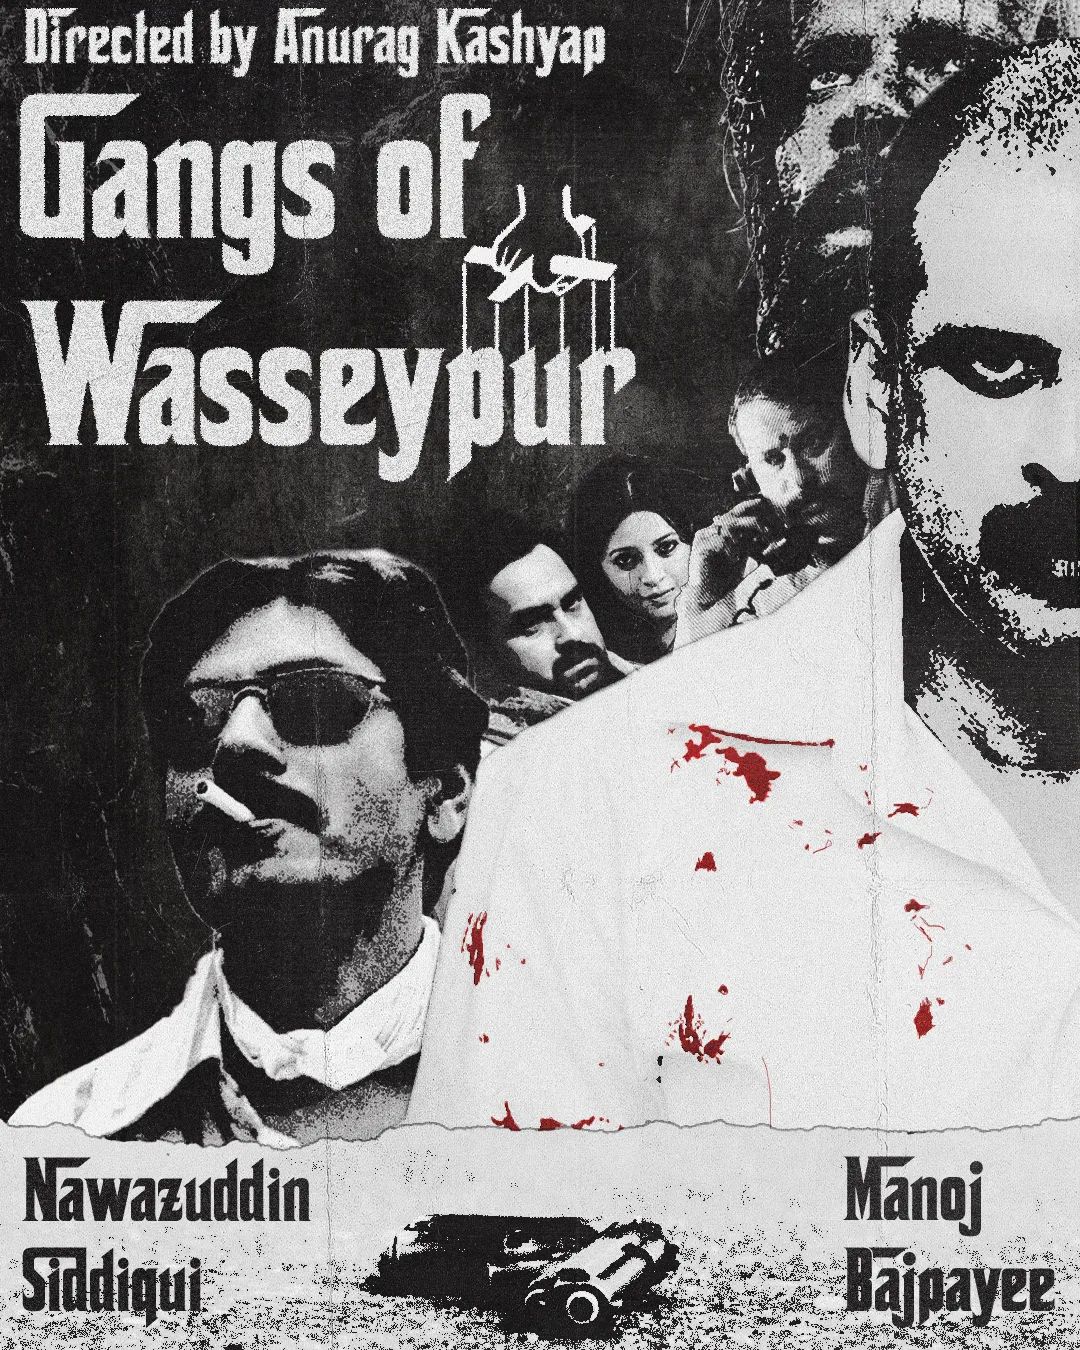 Directed by Anurag Kashyap
Gangs of
Wasseypur
Nawazuddin
Siddiqui
Manoj
Bajpayee